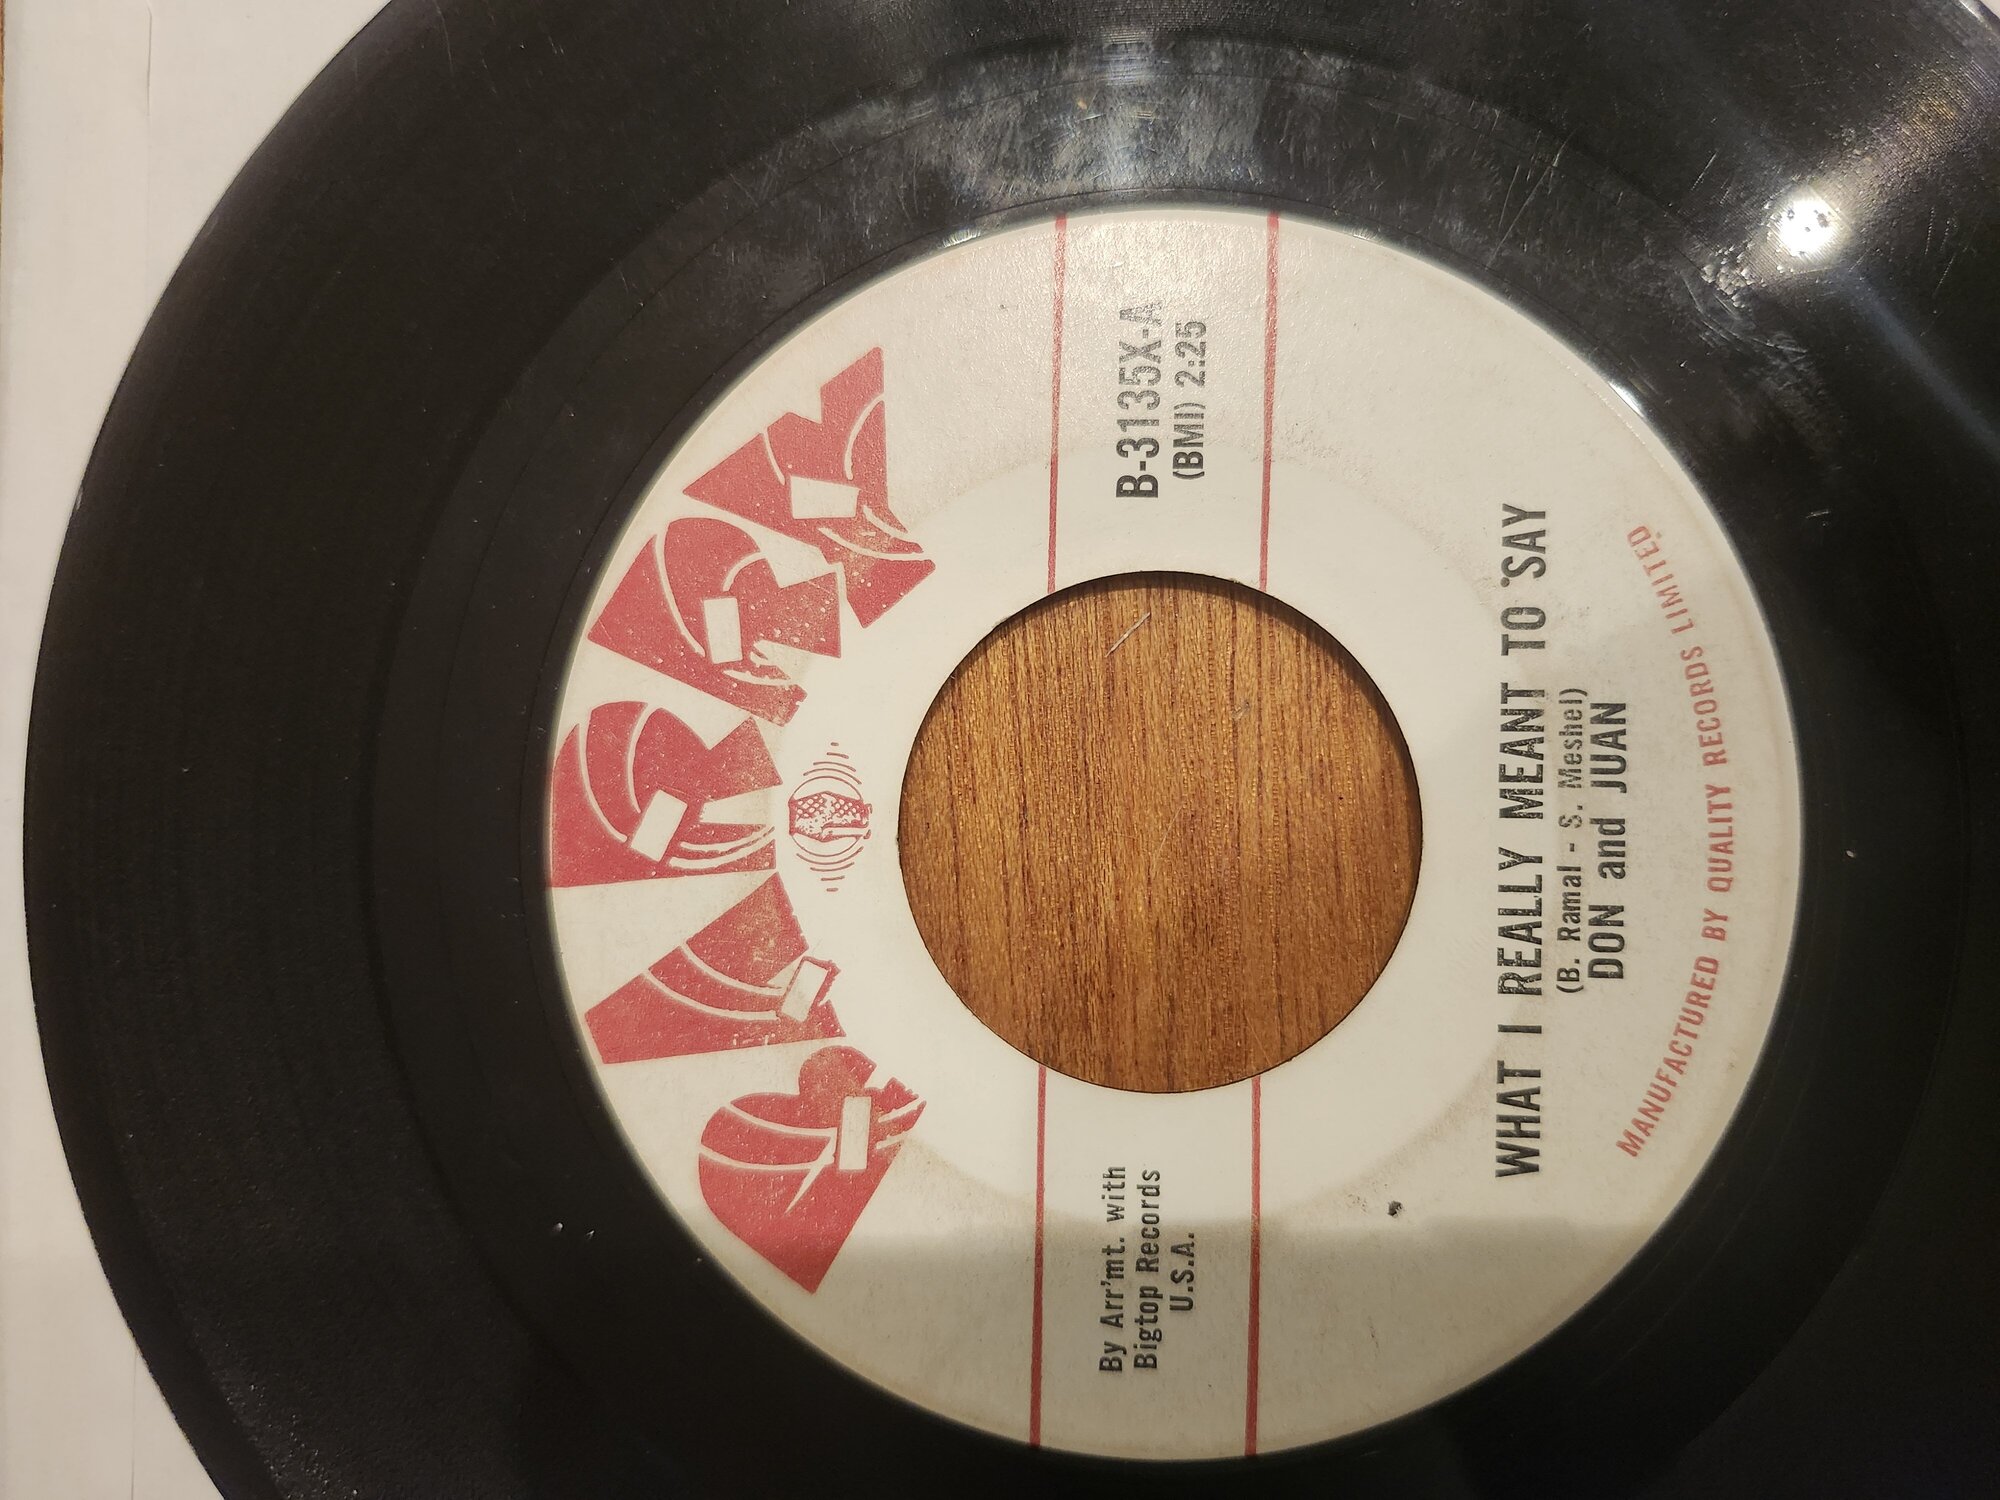 BARRY
B-3135X-A
(BMI) 2:25
By Arr'mt. with
Bigtop Records
U.S.A.
WHAT I REALLY MEANT TO SAY
(B. Ramal - S. Meshel)
DON and JUAN
MANUFACTURED BY QUALITY RECORDS LIMITED.